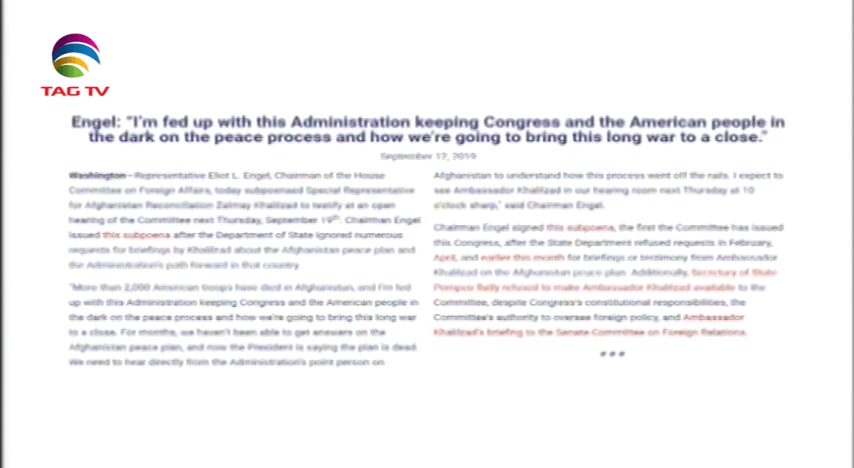 TAG TV
Engel: "I'm fed up with this Administration keeping Congress and the American people in
the dark on the peace process and how we're going to bring this long war to a close."
September 12, 2019
Washington—Representative Eliot L. Engel, Chairman of the House
Committee on Foreign Affairs, today subpoenaed Special Representative
for Afghanistan Reconciliation Zalmay Khalilzad to testify at an open
hearing of the Committee next Thursday, September 19th. Chairman Engel
issued this subpoena after the Department of State ignored numerous
requests for briefings by Khalilzad about the Afghanistan peace plan and
the Administration's path forward in that country.
"More than 2,000 American troops have died in Afghanistan, and I'm fed
up with this Administration keeping Congress and the American people in
the dark on the peace process and how we're going to bring this long war
to a close. For months, we haven't been able to get answers on the
Afghanistan peace plan, and now the President is saying the plan is dead.
We need to hear directly from the Administration's point person on
Afghanistan to understand how this process went off the rails. I expect to
see Ambassador Khalilzad in our hearing room next Thursday at 10
o'clock sharp," said Chairman Engel.
Chairman Engel signed this subpoena, the first the Committee has issued
this Congress, after the State Department refused requests in February,
April, and earlier this month for briefings or testimony from Ambassador
Khalilzad on the Afghanistan peace plan. Additionally, Secretary of State
Pompeo flatly refused to make Ambassador Khalilzad available to the
Committee, despite Congress's constitutional responsibilities, the
Committee's authority to oversee foreign policy, and Ambassador
Khalilzad's briefing to the Senate Committee on Foreign Relations.
***